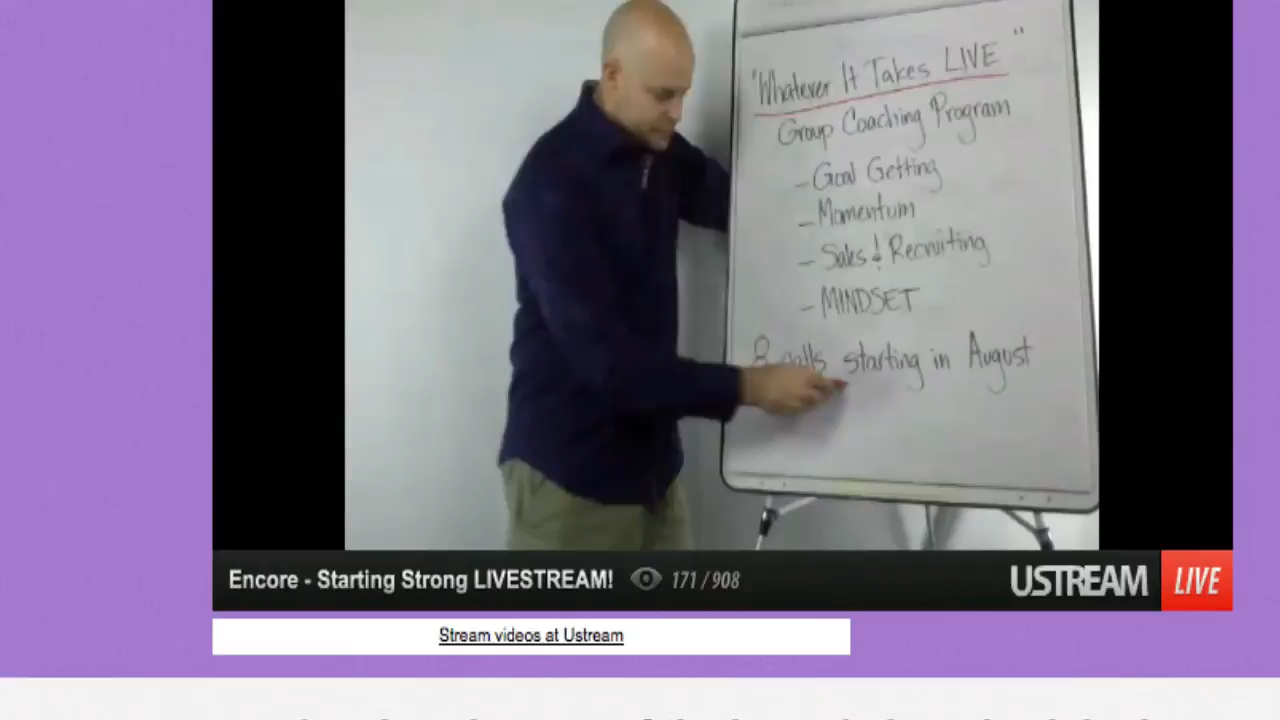 "Whatever It Takes LIVE"
Group Coaching Program
- Goal Getting
- Momentum
- Sales & Recruiting
- MINDSET
8 calls starting in August
Encore - Starting Strong LIVESTREAM! 171 / 908 USTREAM LIVE
Stream videos at Ustream